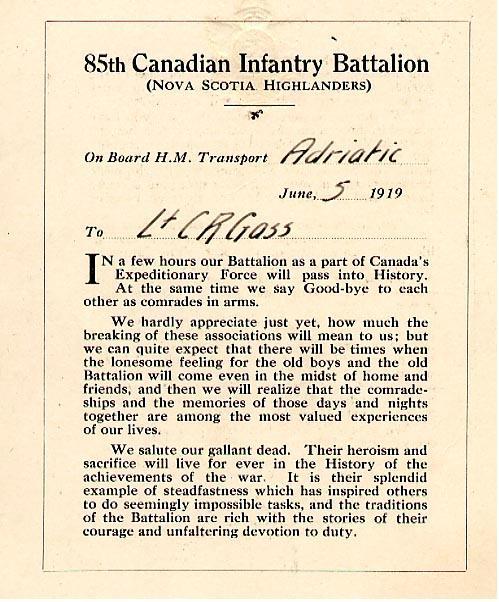 85th Canadian Infantry Battalion
(Nova Scotia Highlanders)
On Board H.M. Transport Adriatic
June, 5 1919
To Lt C R Gass
In a few hours our Battalion as a part of Canada's
Expeditionary Force will pass into History.
At the same time we say Good-bye to each
other as comrades in arms.
We hardly appreciate just yet, how much the
breaking of these associations will mean to us; but
we can quite expect that there will be times when
the lonesome feeling for the old boys and the old
Battalion will come even in the midst of home and
friends, and then we will realize that the comrade-
ships and the memories of those days and nights
together are among the most valued experiences
of our lives.
We salute our gallant dead. Their heroism and
sacrifice will live for ever in the History of the
achievements of the war. It is their splendid
example of steadfastness which has inspired others
to do seemingly impossible tasks, and the traditions
of the Battalion are rich with the stories of their
courage and unfaltering devotion to duty.